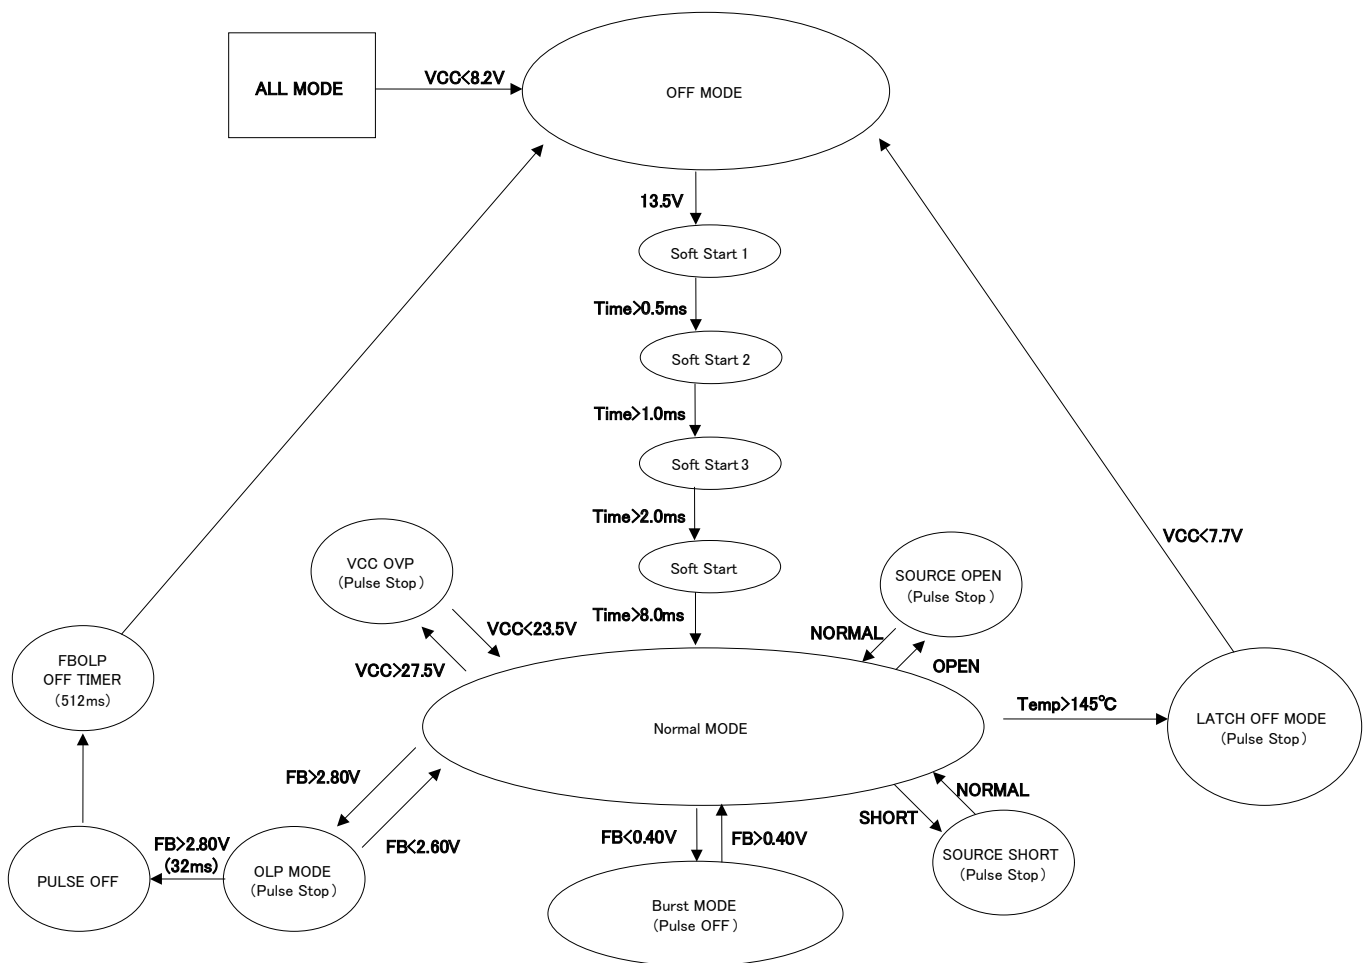 ALL MODE
VCC<8.2V
OFF MODE
13.5V
Soft Start 1
Time>0.5ms
Soft Start 2
Time>1.0ms
Soft Start 3
Time>2.0ms
Soft Start
Time>8.0ms
VCC<7.7V
VCC OVP
(Pulse Stop)
VCC<23.5V
VCC>27.5V
SOURCE OPEN
(Pulse Stop)
NORMAL
OPEN
FBOLP
OFF TIMER
(512ms)
Normal MODE
Temp>145℃
LATCH OFF MODE
(Pulse Stop)
FB>2.80V
FB<2.60V
FB<0.40V
FB>0.40V
SHORT
NORMAL
SOURCE SHORT
(Pulse Stop)
PULSE OFF
FB>2.80V
(32ms)
OLP MODE
(Pulse Stop)
Burst MODE
(Pulse OFF)